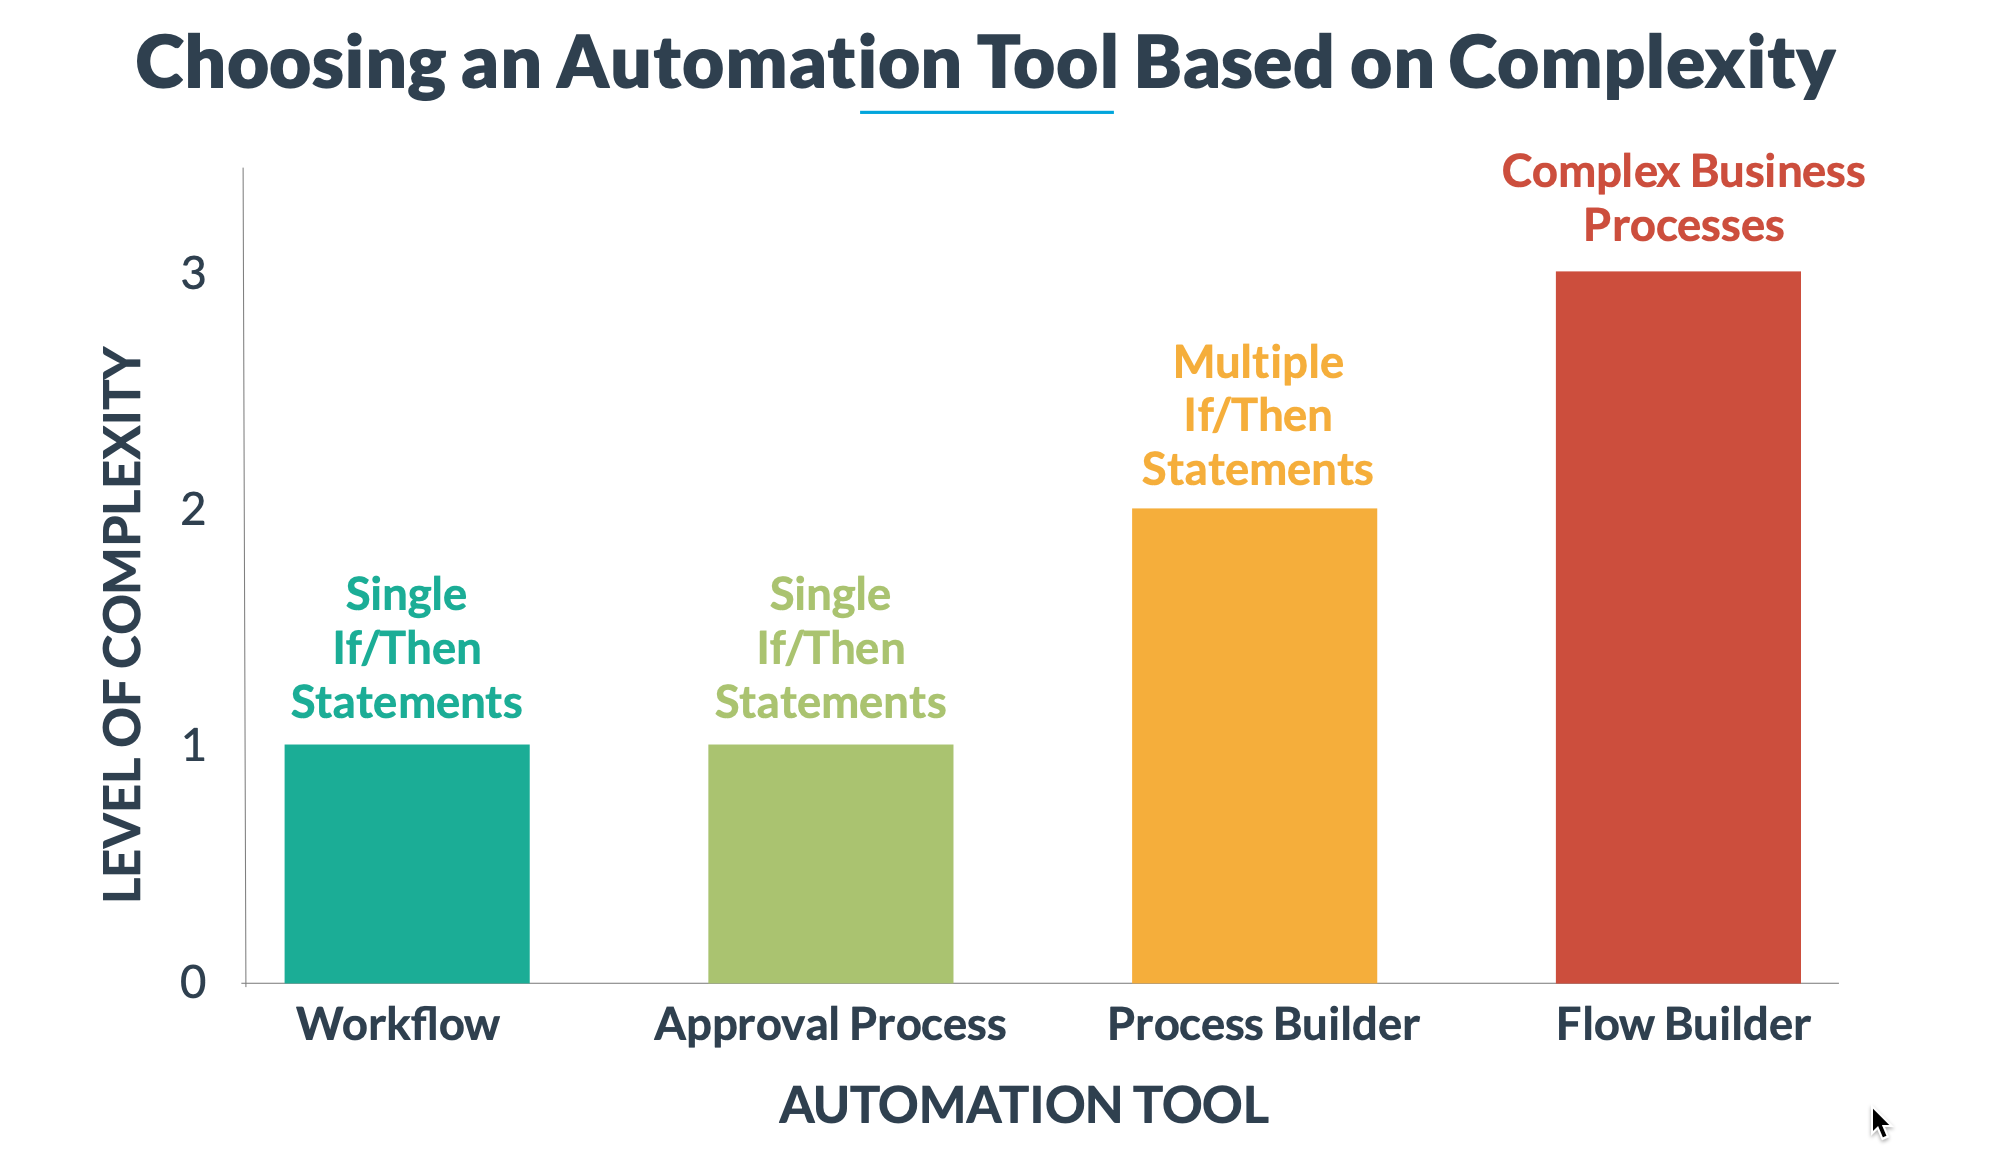 Choosing an Automation Tool Based on Complexity
Complex Business
Processes
3
Multiple
If/Then
Statements
2
Single
If/Then
Statements
Single
If/Then
Statements
1
0
LEVEL OF COMPLEXITY
Workflow
Approval Process
Process Builder
Flow Builder
AUTOMATION TOOL